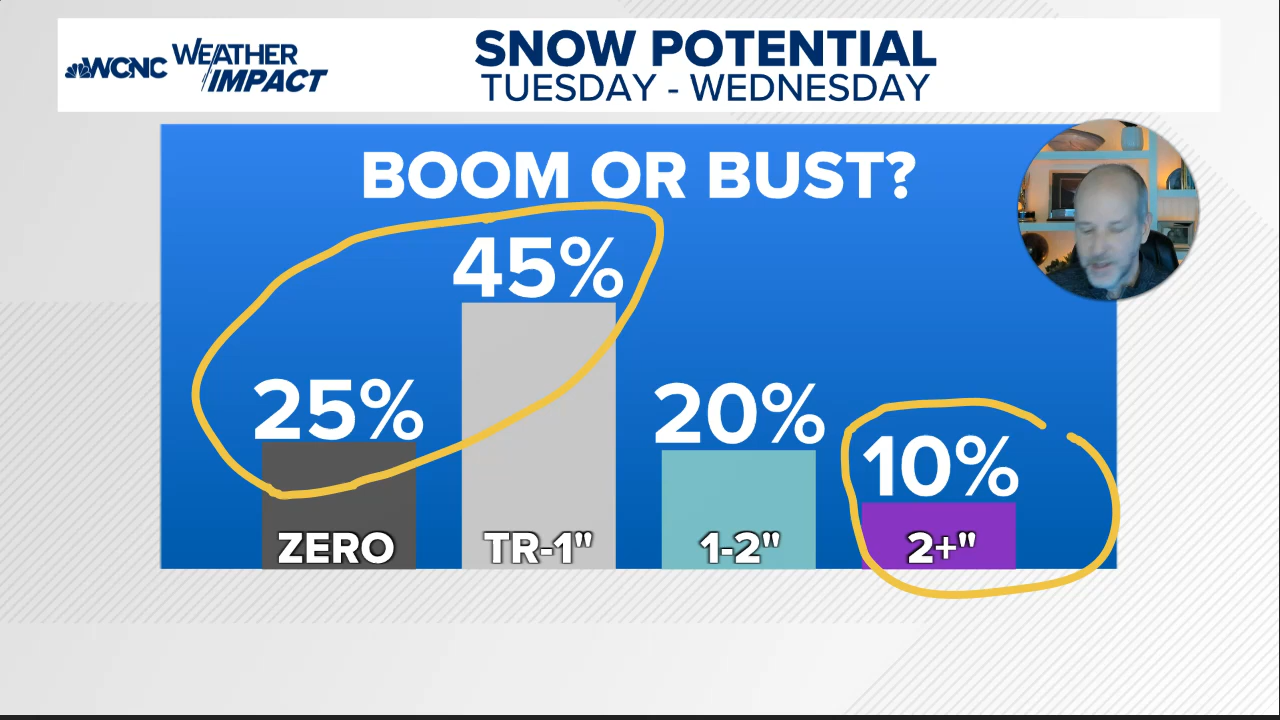 WCNC WEATHER IMPACT
SNOW POTENTIAL
TUESDAY - WEDNESDAY
BOOM OR BUST?
25% 45% 20% 10%
ZERO TR-1" 1-2" 2+"